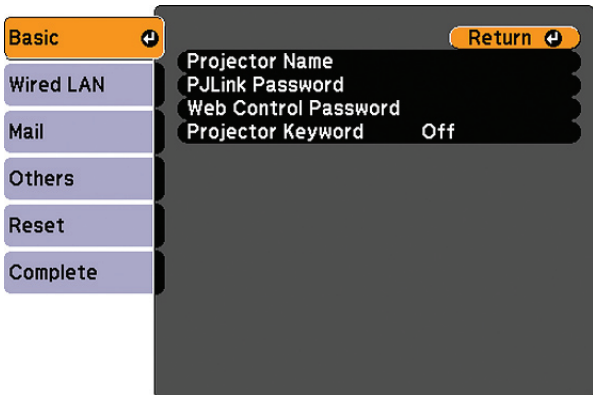 Basic
Wired LAN
Mail
Others
Reset
Complete
Return
Projector Name
PJLink Password
Web Control Password
Projector Keyword Off